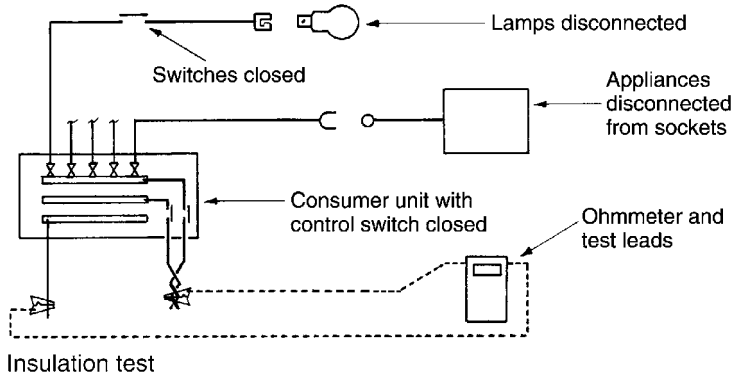 Lamps disconnected
Switches closed
Appliances
disconnected
from sockets
Consumer unit with
control switch closed
Ohmmeter and
test leads
Insulation test